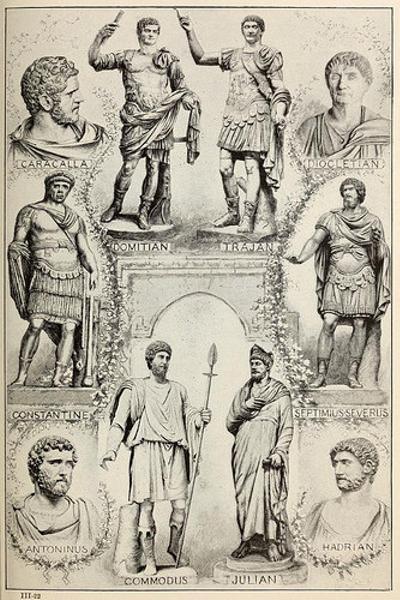 CARACALLA
DIOCLETIAN
DOMITIAN
TRAJAN
CONSTANTINE
SEPTIMIUS SEVERUS
ANTONINUS
HADRIAN
COMMODUS
JULIAN
III-22